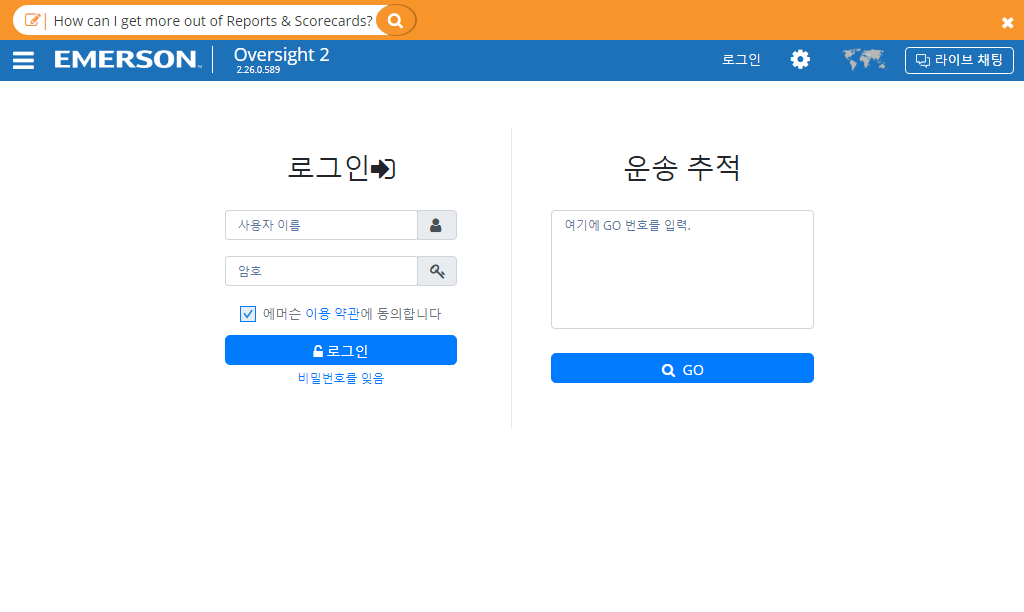 How can I get more out of Reports & Scorecards?
EMERSON™ Oversight 2
2.26.0.589
로그인
라이브 채팅
로그인
사용자 이름
암호
에머슨 이용 약관에 동의합니다
로그인
비밀번호를 잊음
운송 추적
여기에 GO 번호를 입력.
GO